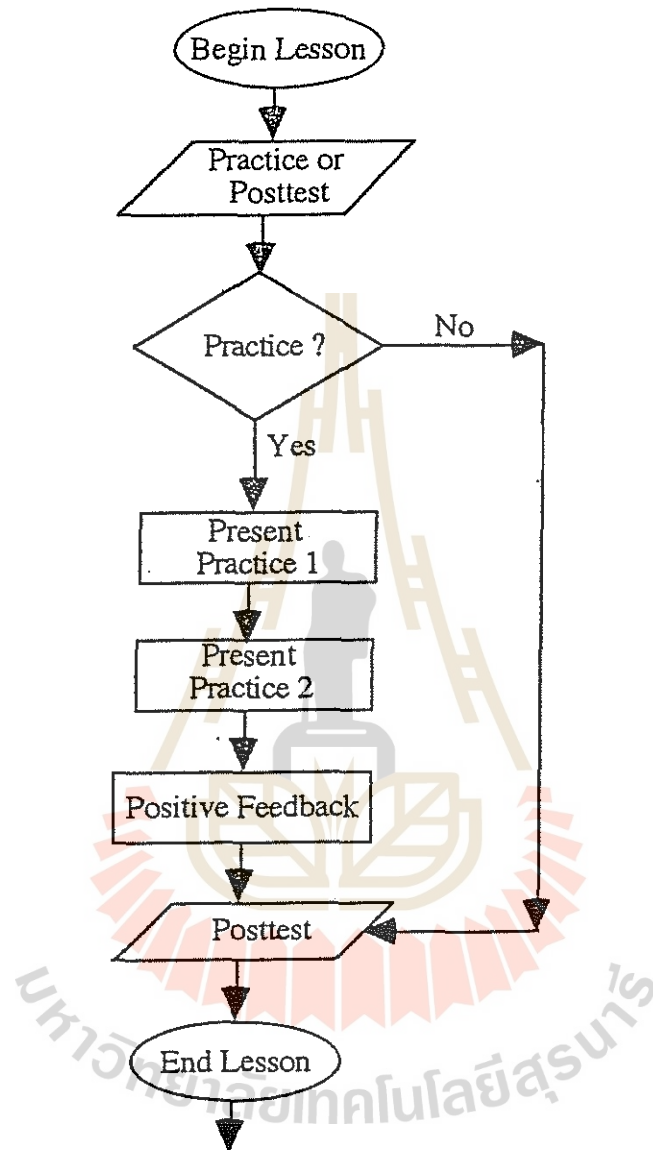 Begin Lesson
Practice or
Posttest
Practice ?
No
Yes
Present
Practice 1
Present
Practice 2
Positive Feedback
Posttest
End Lesson
มหาวิทยาลัยเทคโนโลยีสุรนารี